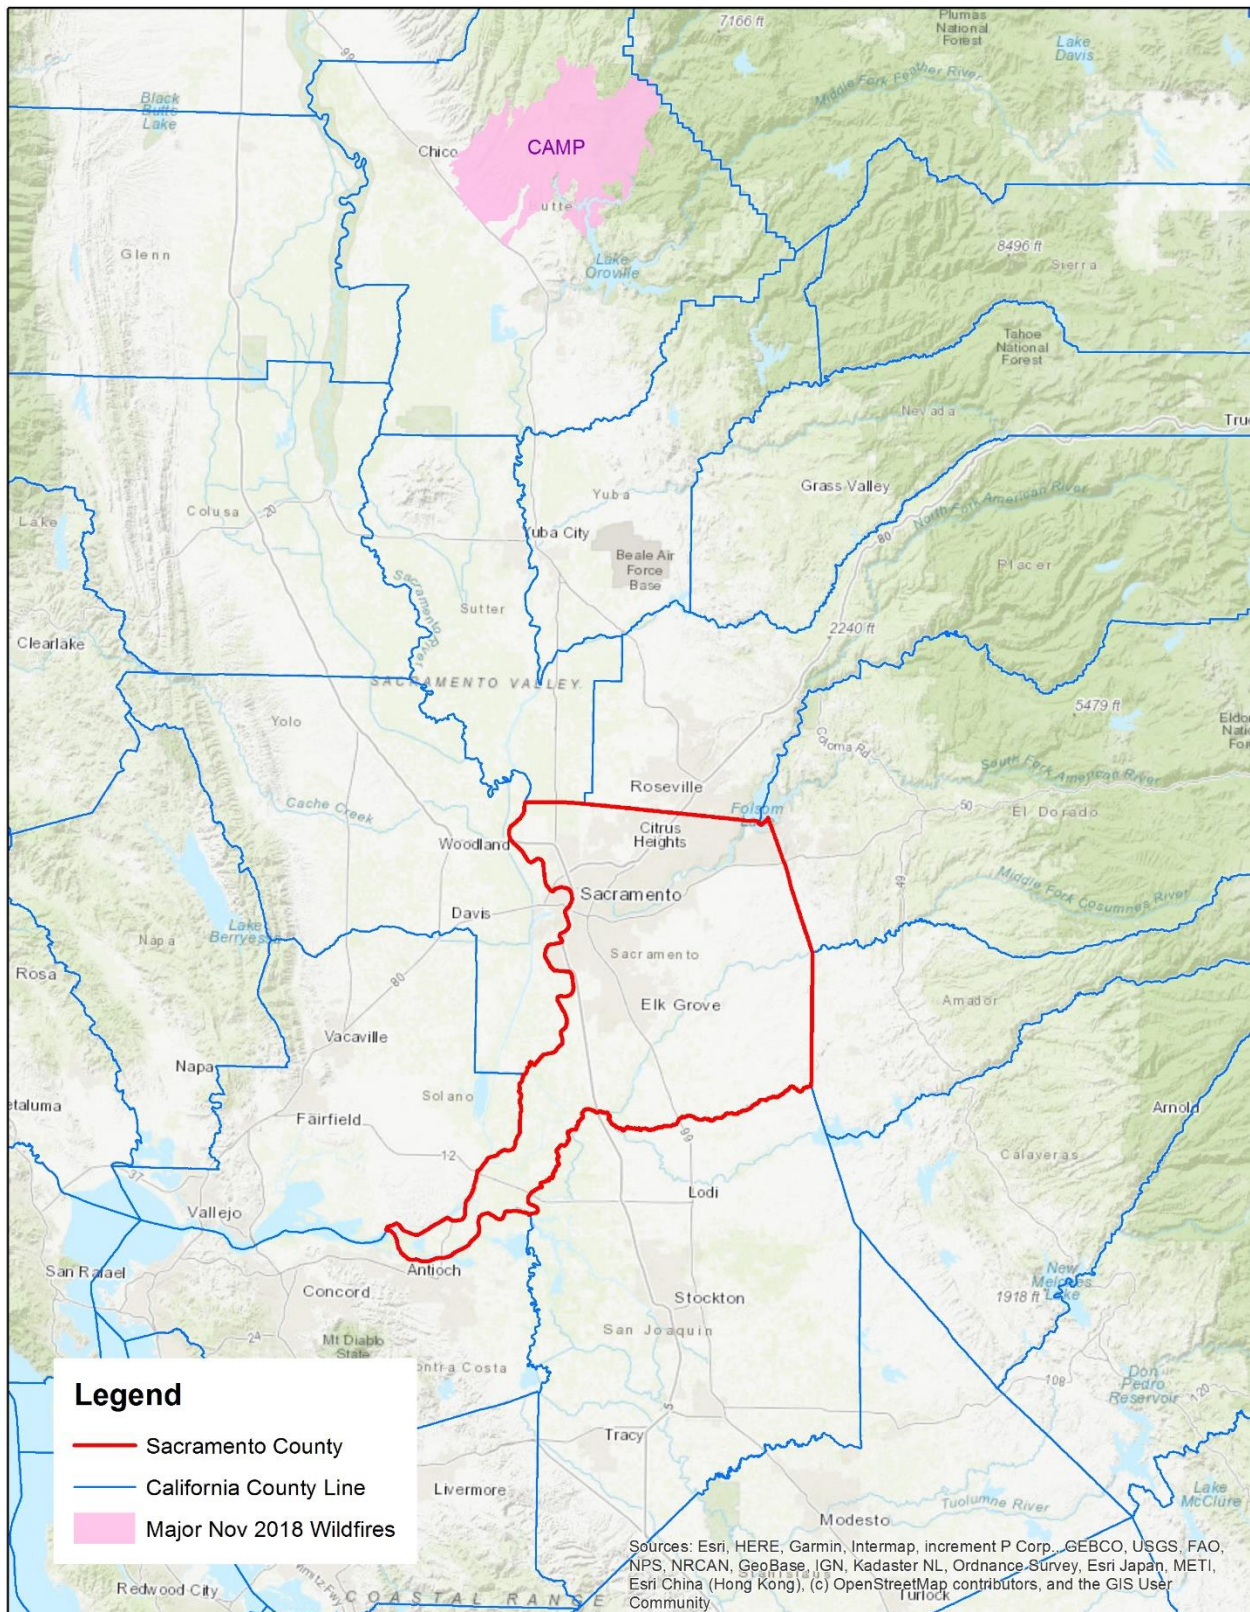 7166 ft
Plumas
National
Forest
Lake
Davis
99
Middle Fork Feather River
Black
Butte
Lake
Chico
CAMP
utte
Glenn
Lake
Oroville
8496 ft
Sierra
Tahoe
National
Forest
Nevada
Tru
Grass Valley
North Fork American River
Yuba
Lake
Colusa
20
Yuba City
80
Beale Air
Force
Base
Placer
Sacramento River
Sutter
2240 ft
Clearlake
SACRAMENTO VALLEY
5479 ft
Yolo
Eldo
Natio
For
Coloma Rd
South Fork American River
Roseville
Cache Creek
Folsom
50
El Dorado
Citrus
Heights
Woodland
49
Sacramento
Middle Fork Cosumnes River
Davis
Lake
Berryessa
Napa
Sacramento
Rosa
80
Elk Grove
Amador
Vacaville
Napa
Solano
etaluma
Arnold
Fairfield
99
12
Calaveras
37
Lodi
Vallejo
San Rafael
Antioch
New
Melones
Lake
Concord
1918 ft
Stockton
24
San Joaquin
Mt Diablo
State
ontra Costa
108
Don
Pedro
Reservoir
120
Legend
5
Sacramento County
Tracy
California County Line
Livermore
Lake
McClure
Tuolumne River
Major Nov 2018 Wildfires
Modesto
Sources: Esri, HERE, Garmin, Intermap, increment P Corp., GEBCO, USGS, FAO,
NPS, NRCAN, GeoBase, IGN, Kadaster NL, Ordnance Survey, Esri Japan, METI,
Esri China (Hong Kong), (c) OpenStreetMap contributors, and the GIS User
Community
Stanislaus
Redwood City
COASTAL RANGE
Turlock